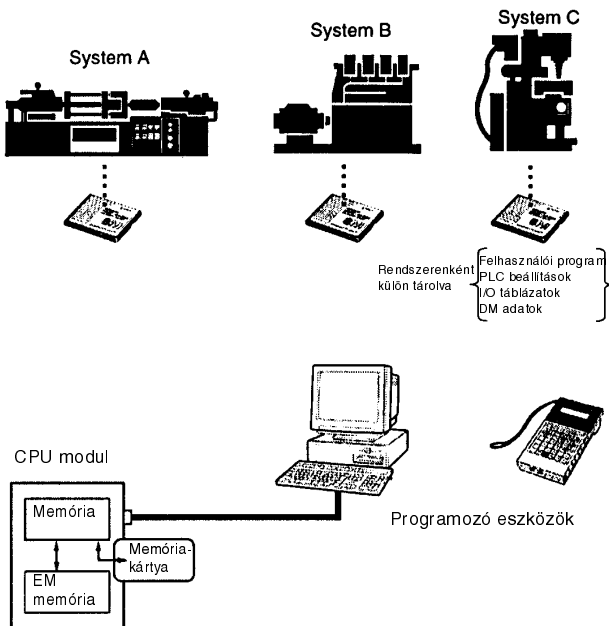 System A
System B
System C
Rendszerenként
külön tárolva
Felhasználói program
PLC beállítások
I/O táblázatok
DM adatok
CPU modul
Memória
Memória-
kártya
EM
memória
Programozó eszközök